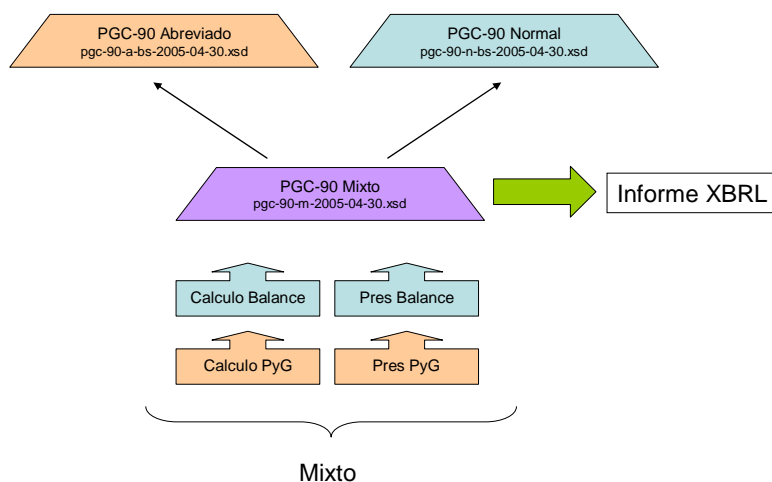 PGC-90 Abreviado
pgc-90-a-bs-2005-04-30.xsd
PGC-90 Normal
pgc-90-n-bs-2005-04-30.xsd
PGC-90 Mixto
pgc-90-m-2005-04-30.xsd
Informe XBRL
Calculo Balance
Pres Balance
Calculo PyG
Pres PyG
Mixto